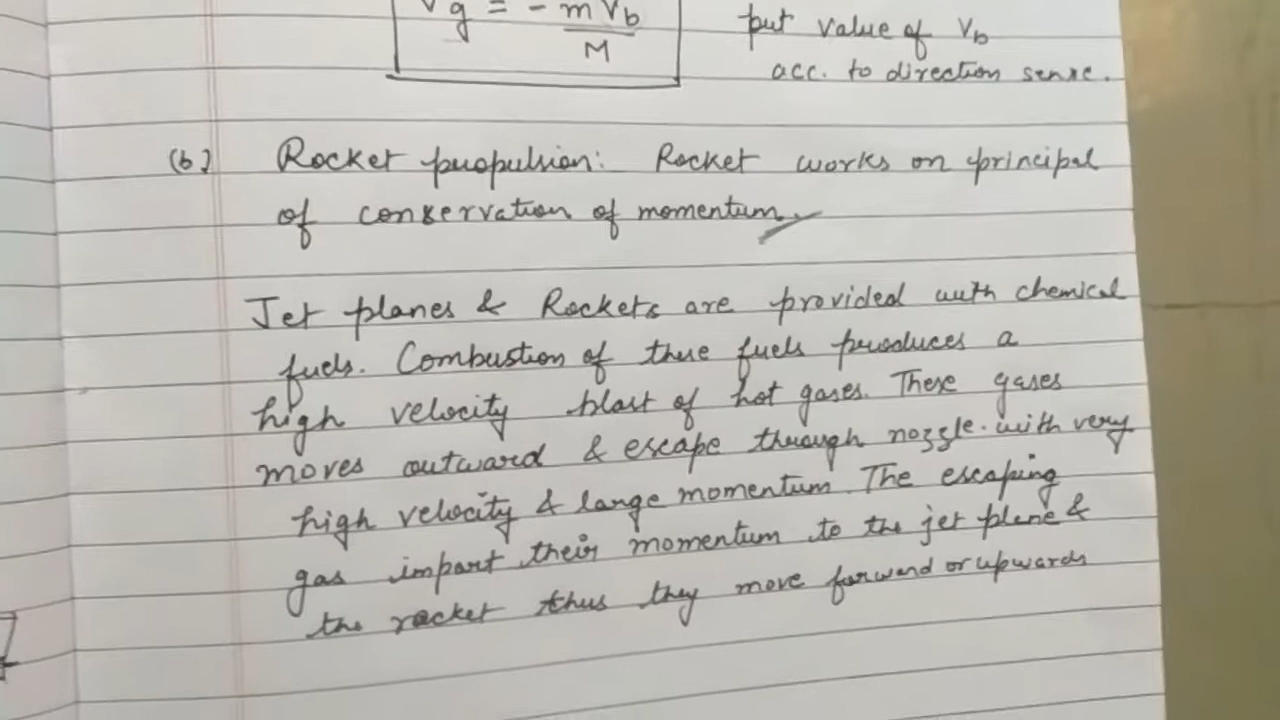 Vg = - mVb / M
put value of Vb
acc. to direction sense.
(b) Rocket propulsion: Rocket works on principal
of conservation of momentum
Jet planes & Rockets are provided with chemical
fuels. Combustion of these fuels produces a
high velocity blast of hot gases. These gases
moves outward & escape through nozzle. with very
high velocity & large momentum. The escaping
gas impart their momentum to the jet plane &
the rocket thus they move forward or upwards